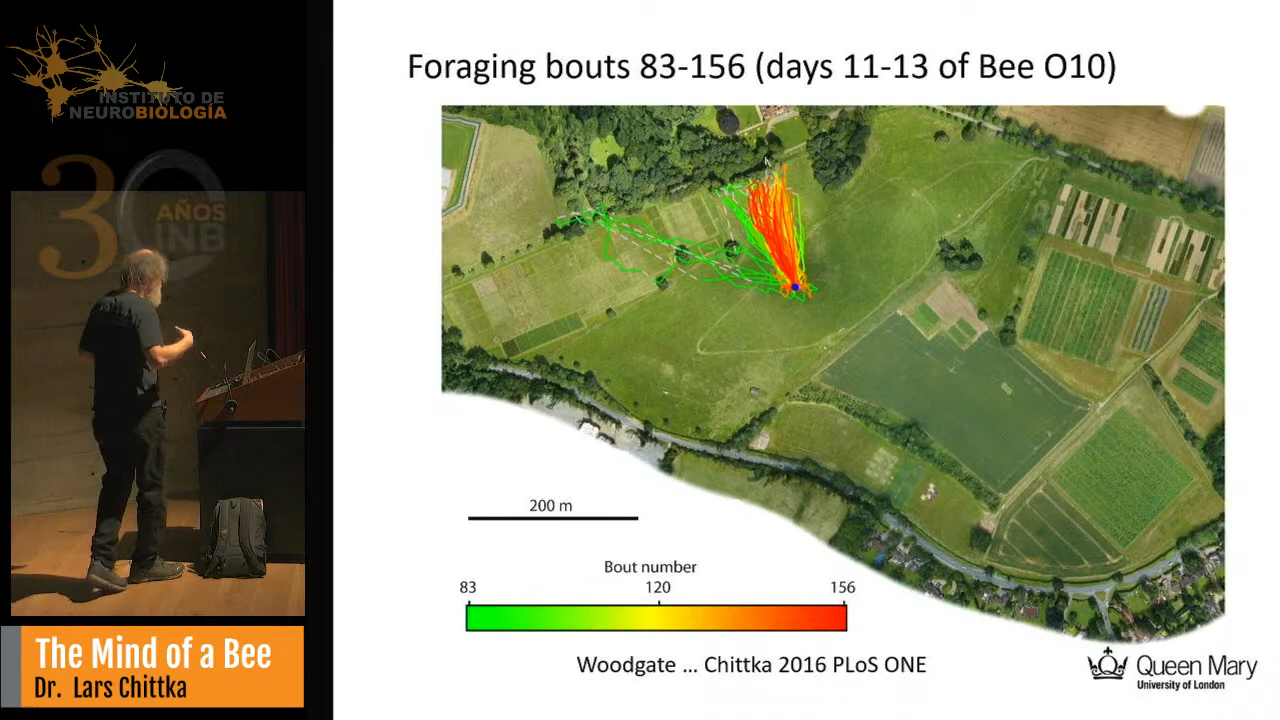 INSTITUTO DE
NEUROBIOLOGÍA
30
AÑOS
INB
Foraging bouts 83-156 (days 11-13 of Bee O10)
N
200 m
Bout number
83 120 156
Woodgate ... Chittka 2016 PLoS ONE
Queen Mary
University of London
The Mind of a Bee
Dr. Lars Chittka